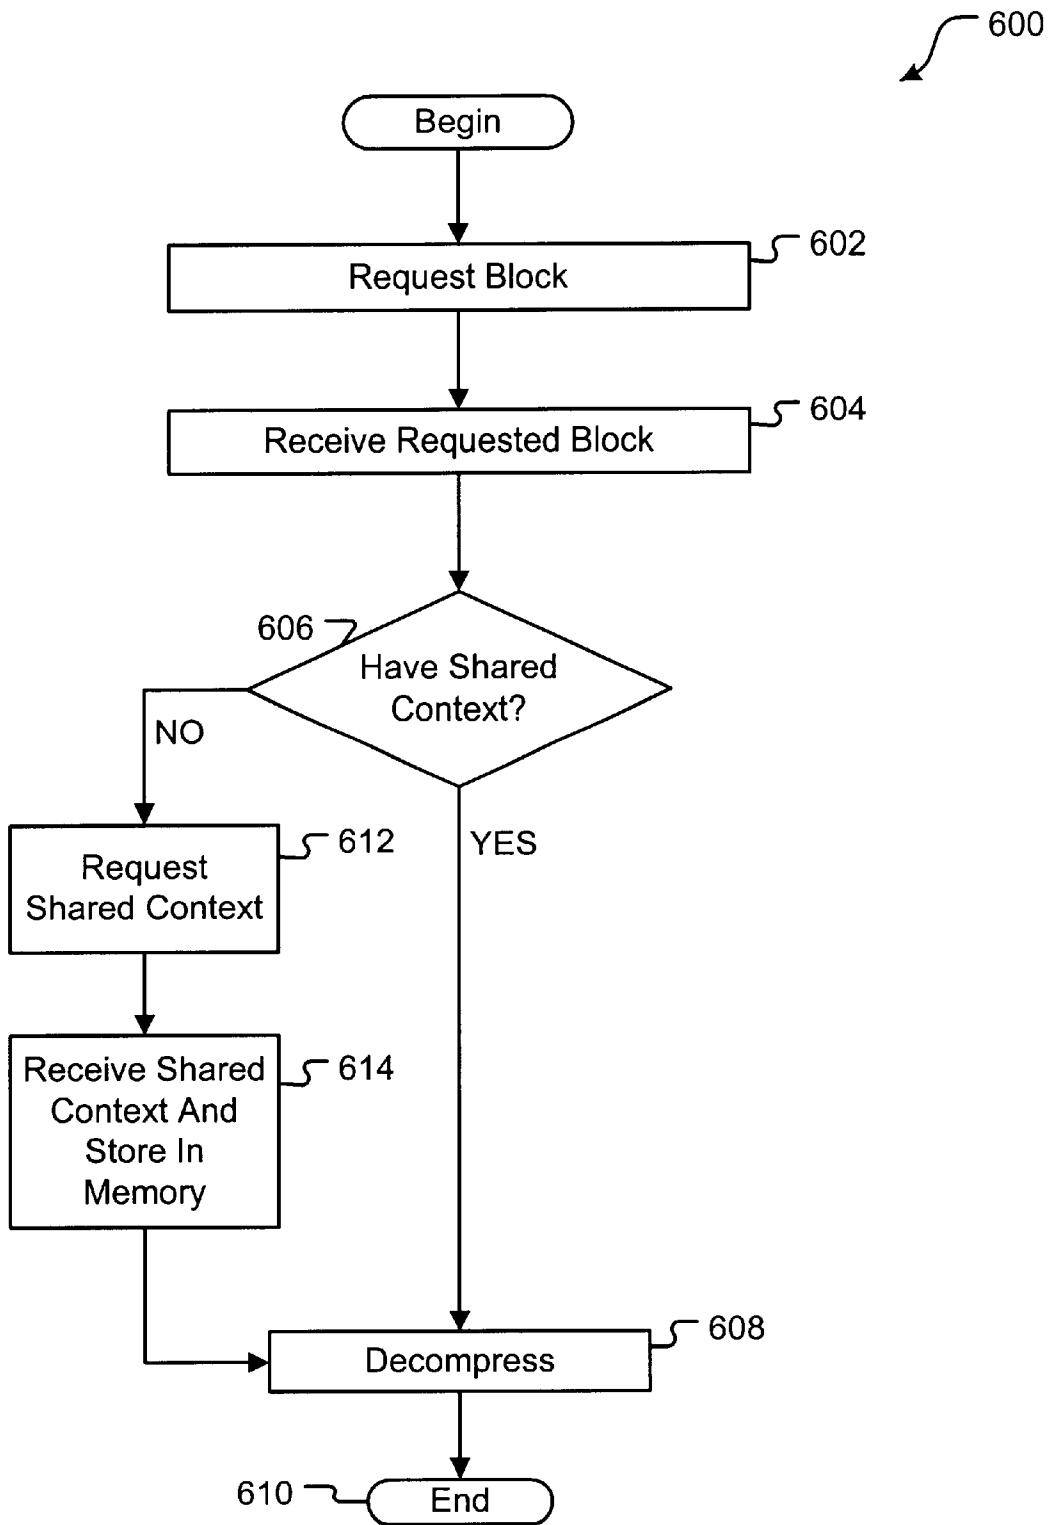 600
Begin
602
Request Block
604
Receive Requested Block
606
Have Shared
Context?
NO
YES
612
Request
Shared Context
614
Receive Shared
Context And
Store In
Memory
608
Decompress
610
End